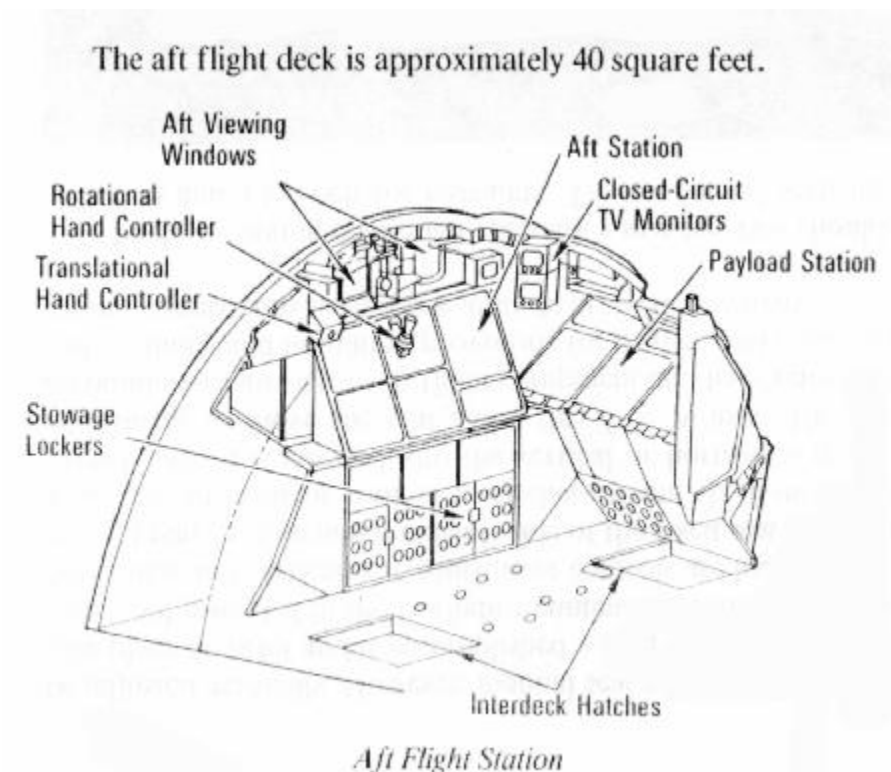 The aft flight deck is approximately 40 square feet.
Aft Viewing
Windows
Aft Station
Rotational
Hand Controller
Closed-Circuit
TV Monitors
Translational
Hand Controller
Payload Station
Stowage
Lockers
Interdeck Hatches
Aft Flight Station